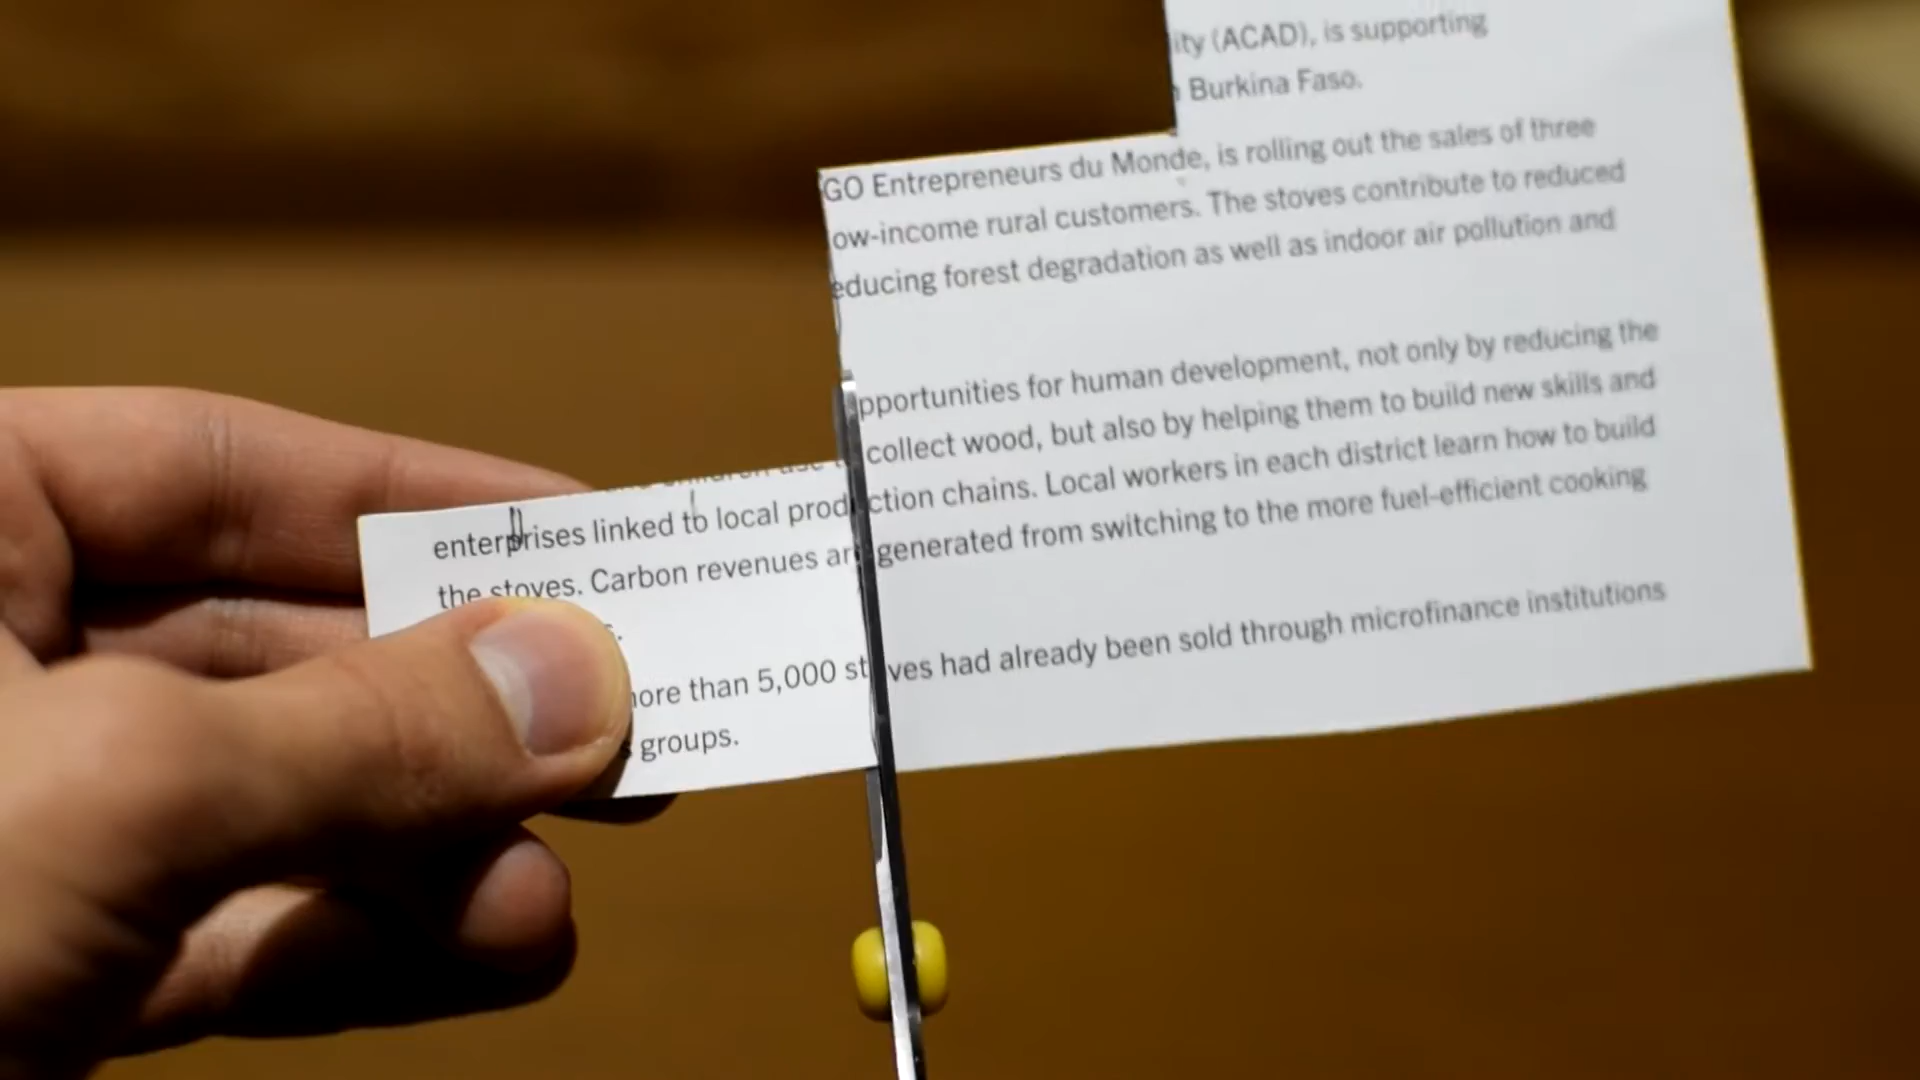 ity (ACAD), is supporting
Burkina Faso.
GO Entrepreneurs du Monde, is rolling out the sales of three
ow-income rural customers. The stoves contribute to reduced
educing forest degradation as well as indoor air pollution and
pportunities for human development, not only by reducing the
collect wood, but also by helping them to build new skills and
enterprises linked to local production chains. Local workers in each district learn how to build
the stoves. Carbon revenues are generated from switching to the more fuel-efficient cooking
ore than 5,000 stoves had already been sold through microfinance institutions
groups.